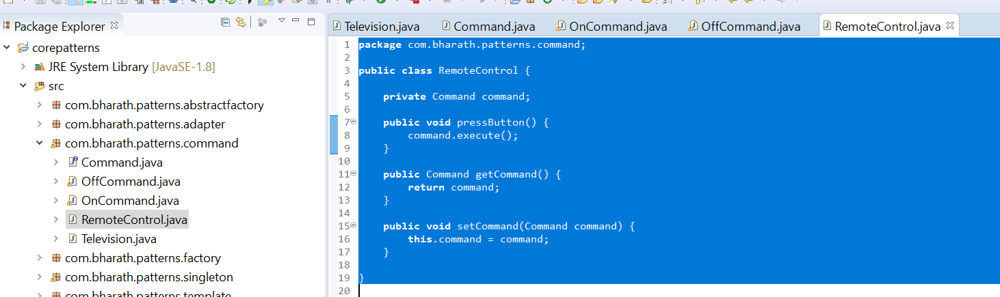 Package Explorer
corepatterns
JRE System Library [JavaSE-1.8]
src
com.bharath.patterns.abstractfactory
com.bharath.patterns.adapter
com.bharath.patterns.command
Command.java
OffCommand.java
OnCommand.java
RemoteControl.java
Television.java
com.bharath.patterns.factory
com.bharath.patterns.singleton
com.bharath.patterns.template
Television.java Command.java OnCommand.java OffCommand.java RemoteControl.java
1 package com.bharath.patterns.command;
2
3 public class RemoteControl {
4
5 private Command command;
6
7 public void pressButton() {
8 command.execute();
9 }
10
11 public Command getCommand() {
12 return command;
13 }
14
15 public void setCommand(Command command) {
16 this.command = command;
17 }
18
19 }
20